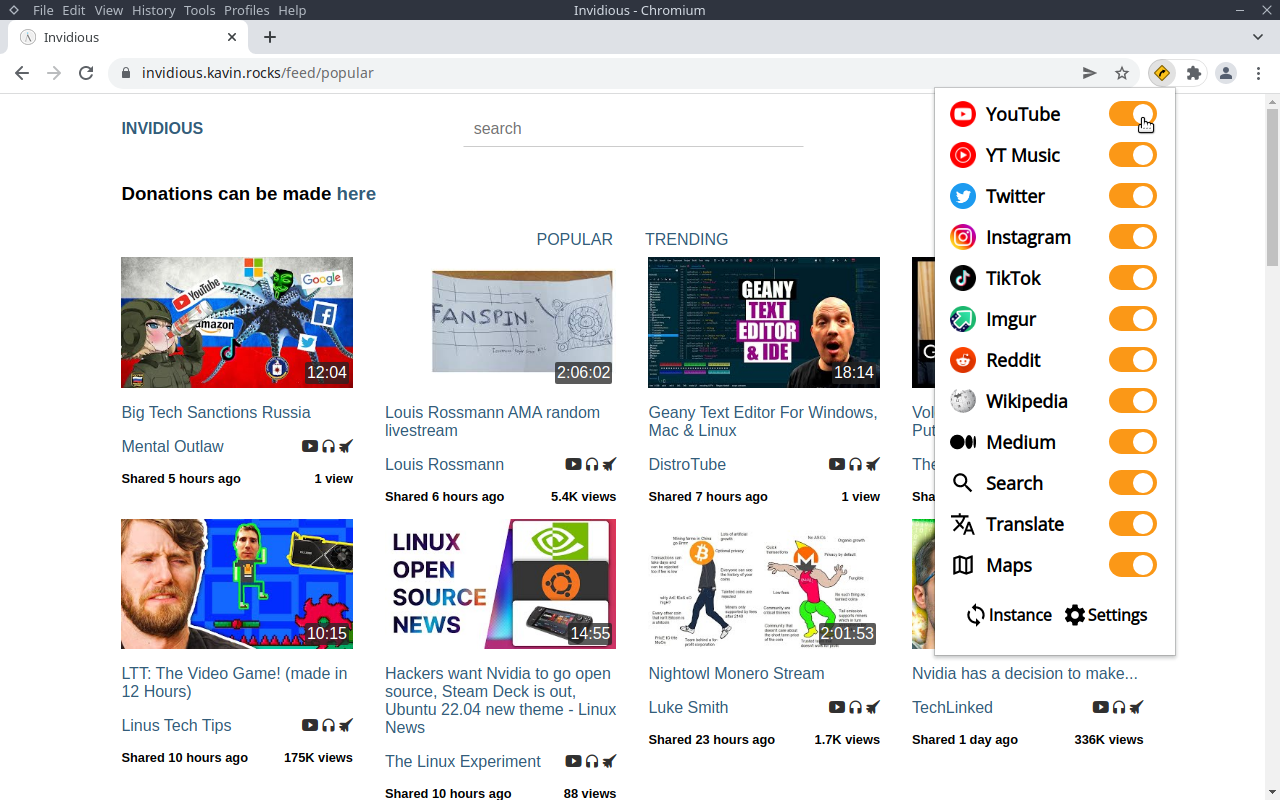 File Edit View History Tools Profiles Help
Invidious - Chromium
Invidious
invidious.kavin.rocks/feed/popular
INVIDIOUS
search
Donations can be made here
POPULAR TRENDING
YouTube
YT Music
Twitter
Instagram
TikTok
Imgur
Reddit
Wikipedia
Medium
Search
Translate
Maps
Instance Settings
YouTube
Google
amazon
12:04
Big Tech Sanctions Russia
Mental Outlaw
Shared 5 hours ago 1 view
FANSPIN.
2:06:02
Louis Rossmann AMA random
livestream
Louis Rossmann
Shared 6 hours ago 5.4K views
GEANY
TEXT
EDITOR
& IDE
18:14
Geany Text Editor For Windows,
Mac & Linux
DistroTube
Shared 7 hours ago 1 view
G
Vol
Put
The
Sha
10:15
LTT: The Video Game! (made in
12 Hours)
Linus Tech Tips
Shared 10 hours ago 175K views
LINUX
OPEN
SOURCE
NEWS
14:55
Hackers want Nvidia to go open
source, Steam Deck is out,
Ubuntu 22.04 new theme - Linux
News
The Linux Experiment
Shared 10 hours ago 88 views
2:01:53
Nightowl Monero Stream
Luke Smith
Shared 23 hours ago 1.7K views
Nvidia has a decision to make...
TechLinked
Shared 1 day ago 336K views